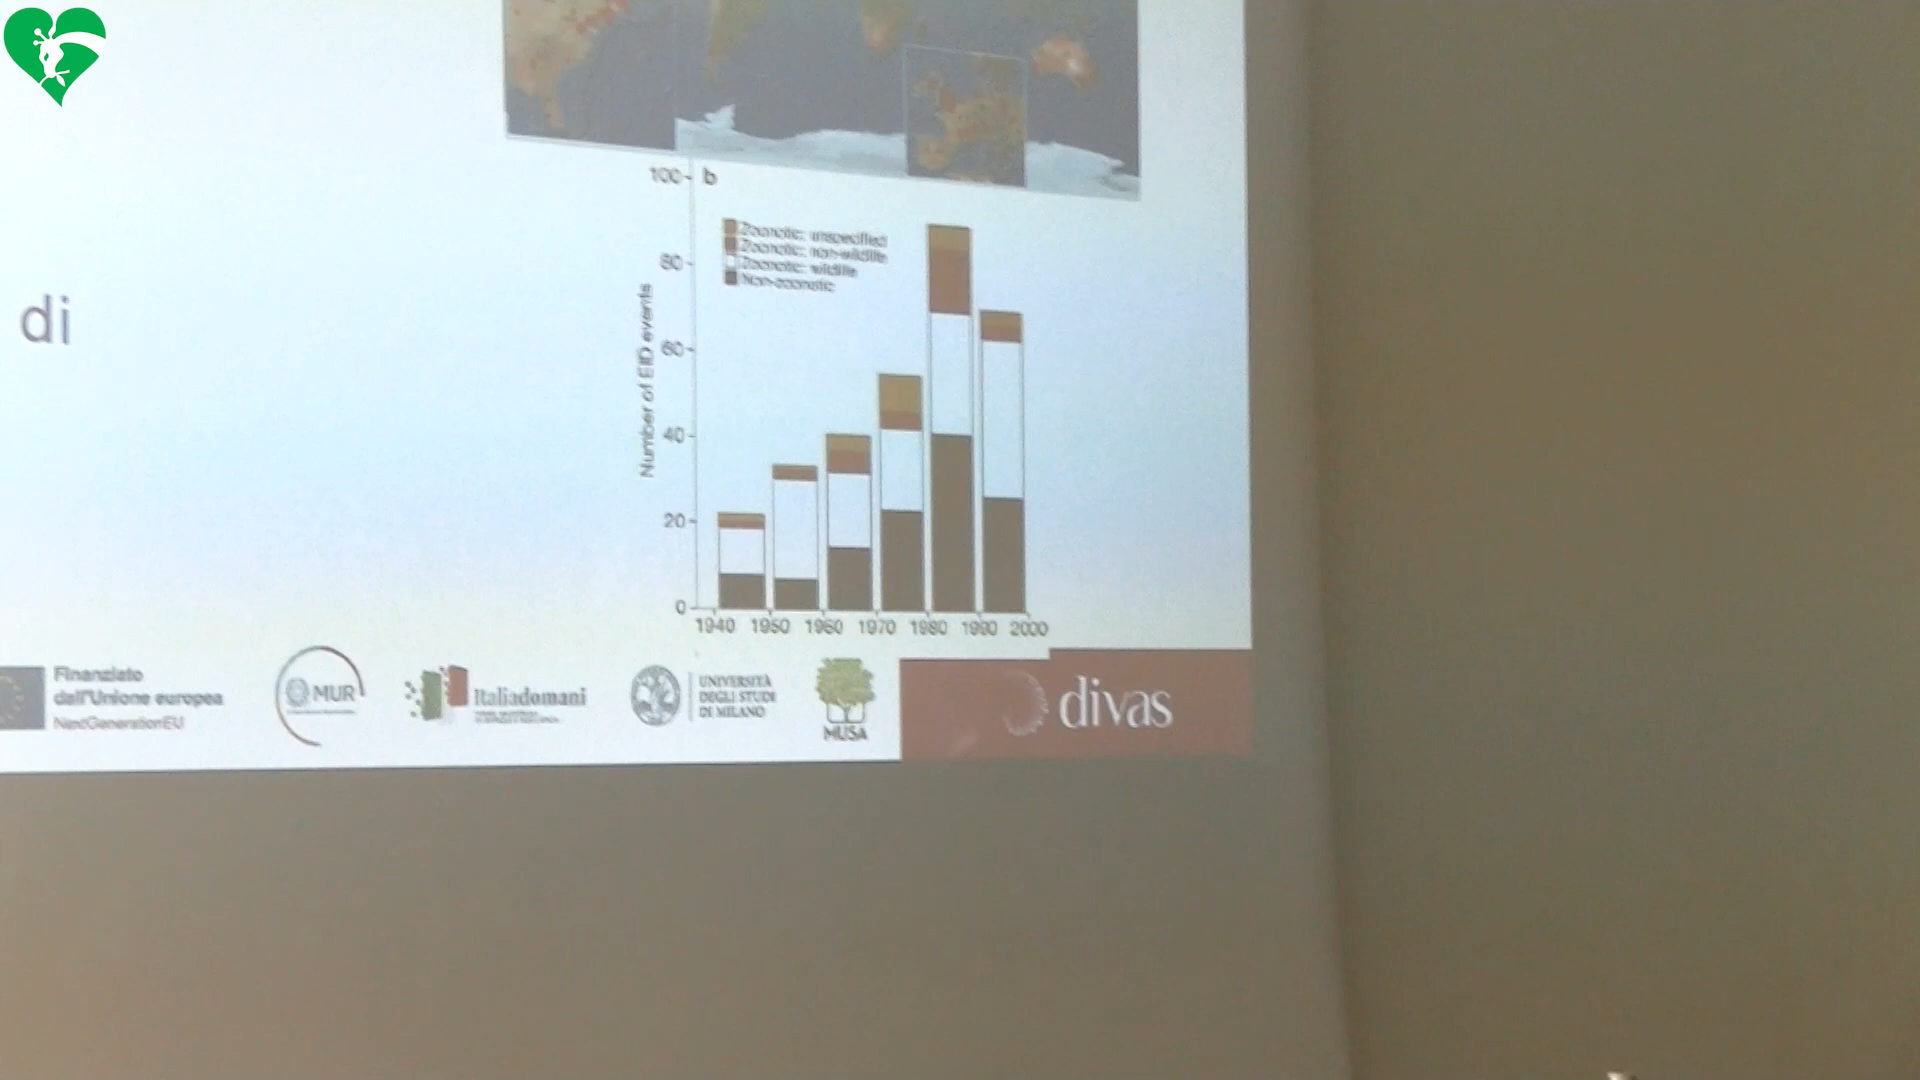 100 b
Zoonotic: unspecified
Zoonotic: non-wildlife
Zoonotic: wildlife
Non-zoonotic
80
60
40
20
0
Number of EID events
1940 1950 1960 1970 1980 1990 2000
di
Finanziato
dall'Unione europea
NextGenerationEU
MUR
Italiadomani
UNIVERSITÀ
DEGLI STUDI
DI MILANO
MUSA
divas